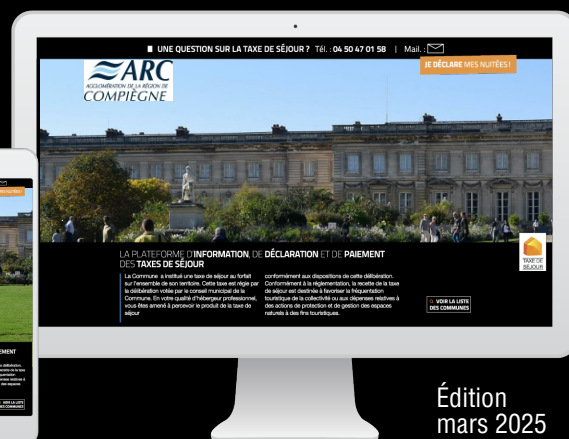 UNE QUESTION SUR LA TAXE DE SÉJOUR ? Tél. : 04 50 47 01 58 | Mail. :
JE DÉCLARE MES NUITÉES !
ARC
AGGLOMÉRATION DE LA RÉGION DE
COMPIÈGNE
LA PLATEFORME D'INFORMATION, DE DÉCLARATION ET DE PAIEMENT
DES TAXES DE SÉJOUR
La Commune a institué une taxe de séjour au forfait
sur l'ensemble de son territoire. Cette taxe est régie par
la délibération votée par le conseil municipal de la
Commune. En votre qualité d'hébergeur professionnel,
vous êtes amené à percevoir le produit de la taxe de
séjour
conformément aux dispositions de cette délibération.
Conformément à la réglementation, la recette de la taxe
de séjour est destinée à favoriser la fréquentation
touristique de la collectivité ou aux dépenses relatives à
des actions de protection et de gestion des espaces
naturels à des fins touristiques.
VOIR LA LISTE
DES COMMUNES
TAXE DE
SÉJOUR
EMENT
VOIR LA LISTE
DES COMMUNES
Édition
mars 2025